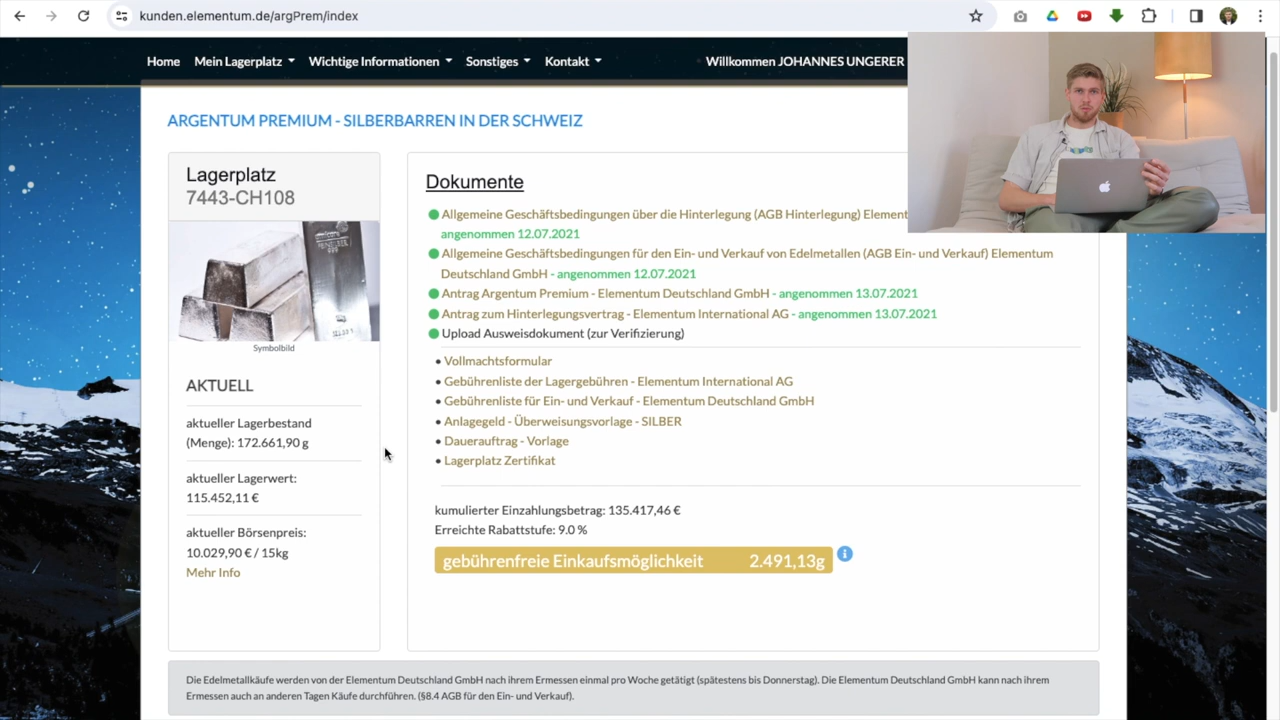 kunden.elementum.de/argPrem/index
Home Mein Lagerplatz Wichtige Informationen Sonstiges Kontakt Willkommen JOHANNES UNGERER
ARGENTUM PREMIUM - SILBERBARREN IN DER SCHWEIZ
Lagerplatz
7443-CH108
Symbolbild
AKTUELL
aktueller Lagerbestand
(Menge): 172.661,90 g
aktueller Lagerwert:
115.452,11 €
aktueller Börsenpreis:
10.029,90 € / 15kg
Mehr Info
Dokumente
Allgemeine Geschäftsbedingungen über die Hinterlegung (AGB Hinterlegung) Element
angenommen 12.07.2021
Allgemeine Geschäftsbedingungen für den Ein- und Verkauf von Edelmetallen (AGB Ein- und Verkauf) Elementum
Deutschland GmbH - angenommen 12.07.2021
Antrag Argentum Premium - Elementum Deutschland GmbH - angenommen 13.07.2021
Antrag zum Hinterlegungsvertrag - Elementum International AG - angenommen 13.07.2021
Upload Ausweisdokument (zur Verifizierung)
• Vollmachtsformular
• Gebührenliste der Lagergebühren - Elementum International AG
• Gebührenliste für Ein- und Verkauf - Elementum Deutschland GmbH
• Anlagegeld - Überweisungsvorlage - SILBER
• Dauerauftrag - Vorlage
• Lagerplatz Zertifikat
kumulierter Einzahlungsbetrag: 135.417,46 €
Erreichte Rabattstufe: 9.0 %
gebührenfreie Einkaufsmöglichkeit 2.491,13g
Die Edelmetallkäufe werden von der Elementum Deutschland GmbH nach ihrem Ermessen einmal pro Woche getätigt (spätestens bis Donnerstag). Die Elementum Deutschland GmbH kann nach ihrem
Ermessen auch an anderen Tagen Käufe durchführen. (§8.4 AGB für den Ein- und Verkauf).